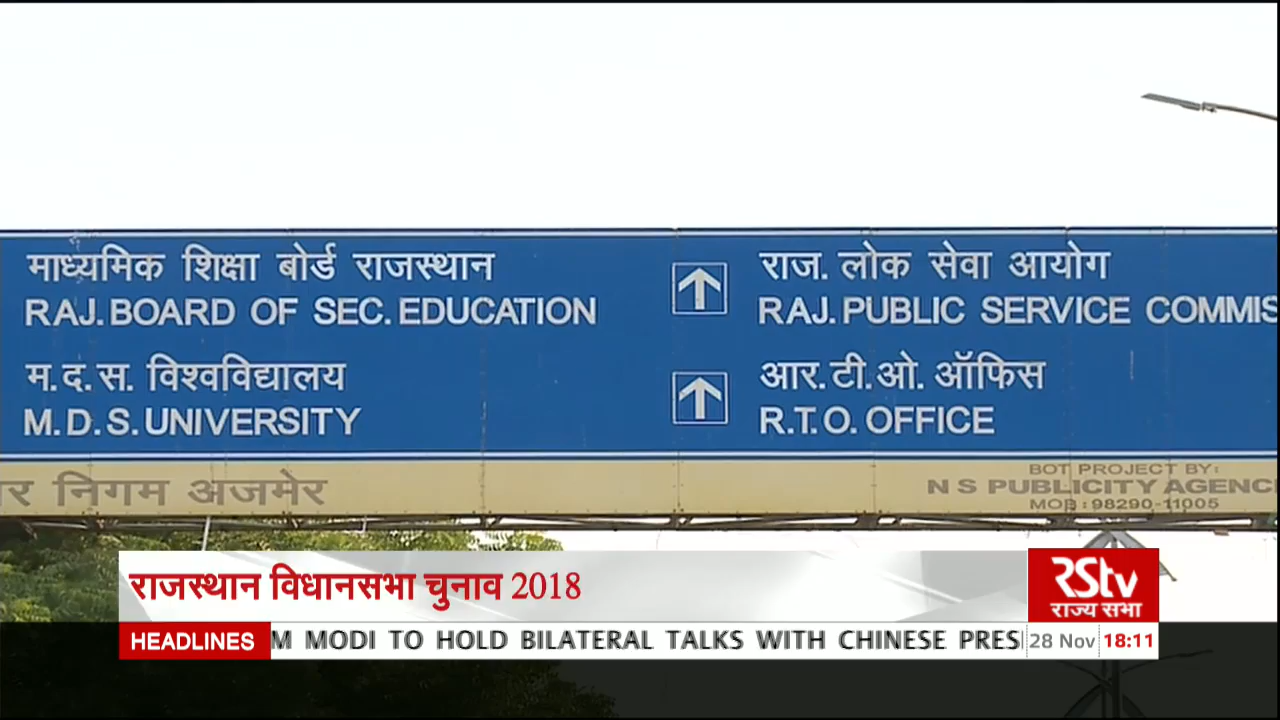 माध्यमिक शिक्षा बोर्ड राजस्थान
RAJ. BOARD OF SEC. EDUCATION
म.द.स. विश्वविद्यालय
M.D.S. UNIVERSITY
राज. लोक सेवा आयोग
RAJ. PUBLIC SERVICE COMMIS
आर.टी.ओ. ऑफिस
R.T.O. OFFICE
र निगम अजमेर
BOT PROJECT BY:
N S PUBLICITY AGENC
MOB : 98290-11005
राजस्थान विधानसभा चुनाव 2018
RStv
राज्य सभा
HEADLINES M MODI TO HOLD BILATERAL TALKS WITH CHINESE PRES 28 Nov 18:11